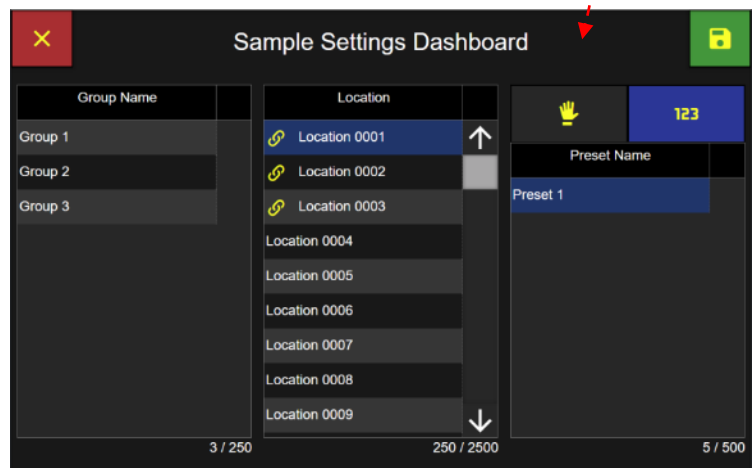 Sample Settings Dashboard
Group Name
Group 1
Group 2
Group 3
3 / 250
Location
Location 0001
Location 0002
Location 0003
Location 0004
Location 0005
Location 0006
Location 0007
Location 0008
Location 0009
250 / 2500
123
Preset Name
Preset 1
5 / 500